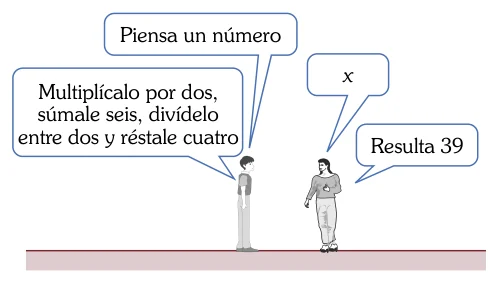 Piensa un número
Multiplícalo por dos,
súmale seis, divídelo
entre dos y réstale cuatro
x
Resulta 39